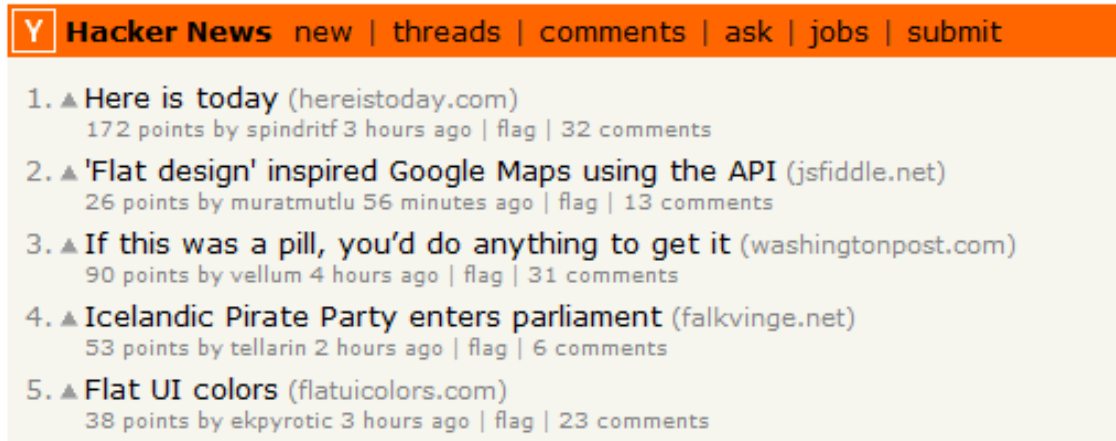 Y Hacker News new | threads | comments | ask | jobs | submit
1. ▲ Here is today (hereistoday.com)
172 points by spindritf 3 hours ago | flag | 32 comments
2. ▲ 'Flat design' inspired Google Maps using the API (jsfiddle.net)
26 points by muratmutlu 56 minutes ago | flag | 13 comments
3. ▲ If this was a pill, you’d do anything to get it (washingtonpost.com)
90 points by vellum 4 hours ago | flag | 31 comments
4. ▲ Icelandic Pirate Party enters parliament (falkvinge.net)
53 points by tellarin 2 hours ago | flag | 6 comments
5. ▲ Flat UI colors (flatuicolors.com)
38 points by ekpyrotic 3 hours ago | flag | 23 comments